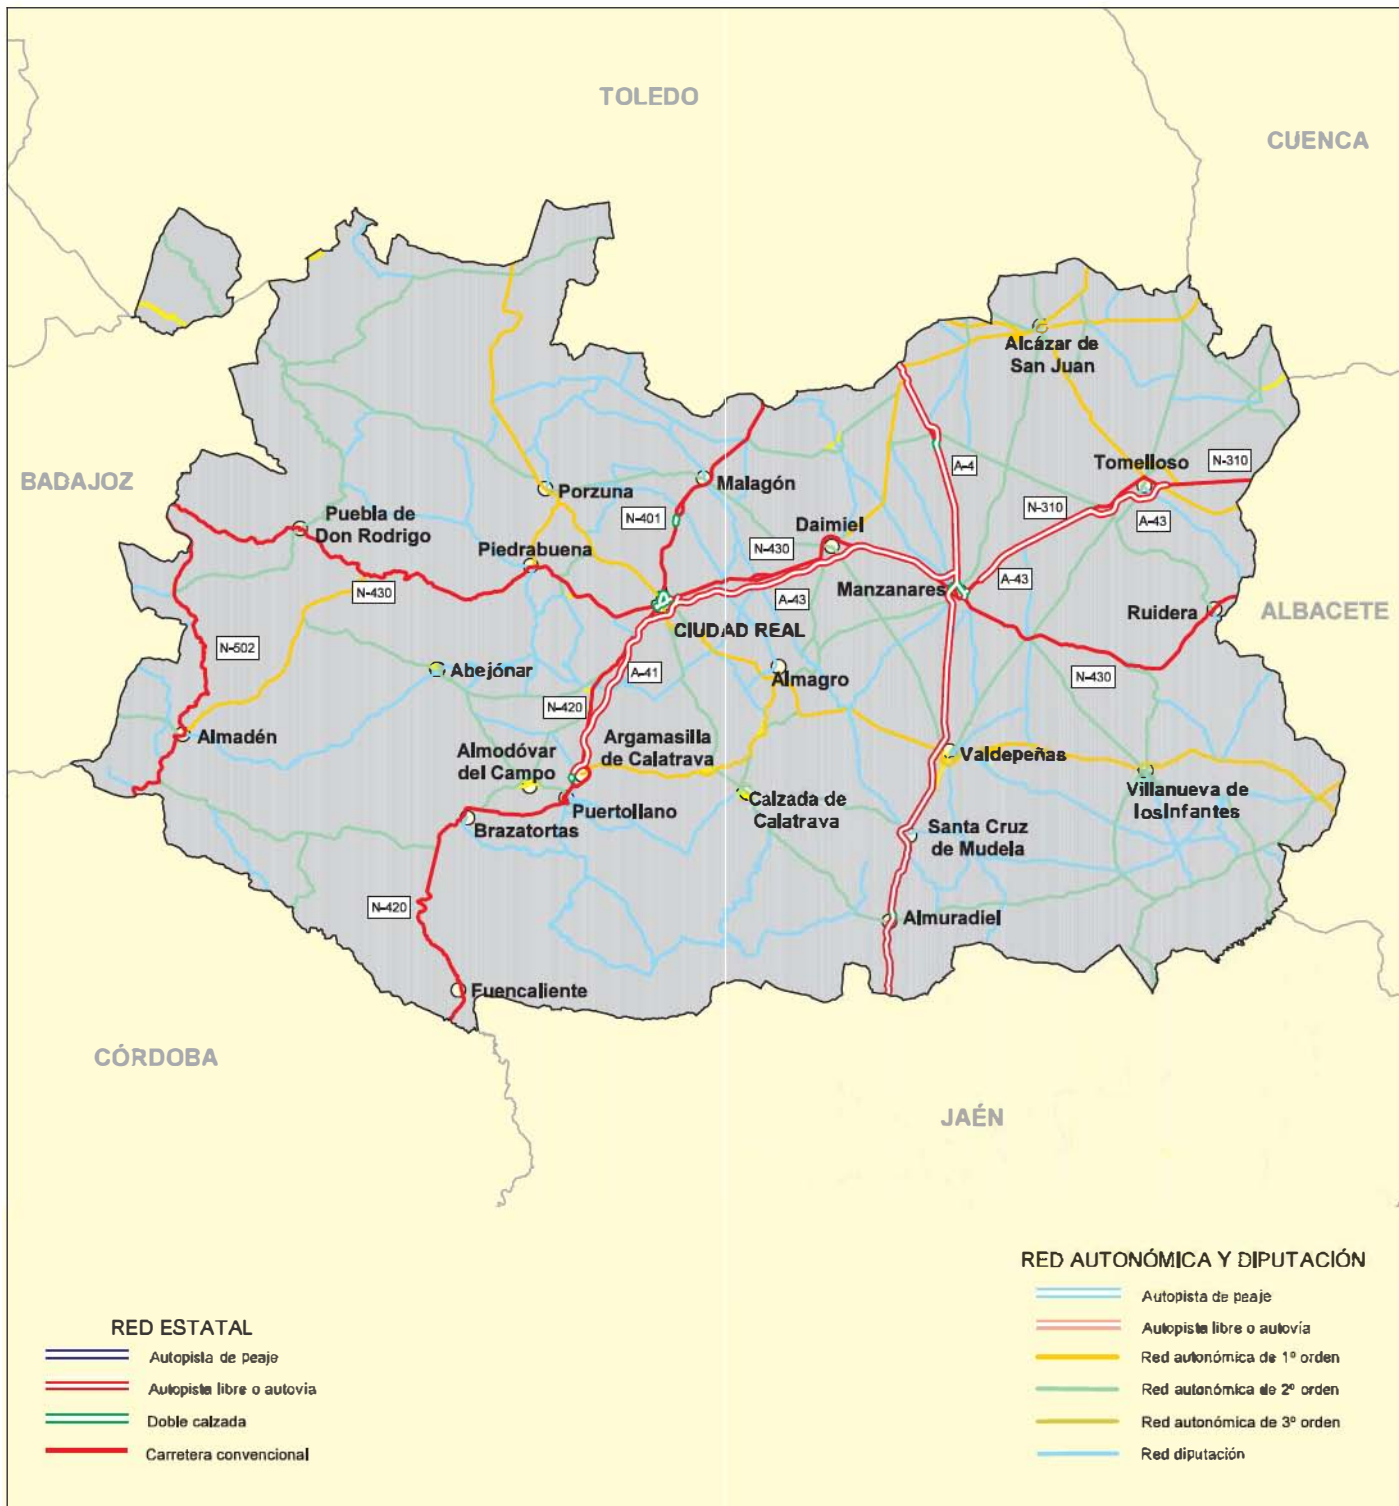 TOLEDO
CUENCA
Alcázar de
San Juan
BADAJOZ
A-4
Tomelloso
N-310
Malagón
Porzuna
N-310
Puebla de
Don Rodrigo
N-401
Daimiel
A-43
N-430
Piedrabuena
A-43
N-430
Manzanares
A-43
Ruidera
ALBACETE
CIUDAD REAL
N-502
Abejónar
A-41
Almagro
N-430
N-420
Almadén
Almodóvar
del Campo
Argamasilla
de Calatrava
Valdepeñas
Villanueva de
losInfantes
Puertollano
Calzada de
Calatrava
Brazatortas
Santa Cruz
de Mudela
N-420
Almuradiel
Fuencaliente
CÓRDOBA
JAÉN
RED ESTATAL
Autopista de peaje
Autopista libre o autovia
Doble calzada
Carretera convencional
RED AUTONÓMICA Y DIPUTACIÓN
Autopista de peaje
Autopista libre o autovía
Red autonómica de 1º orden
Red autonómica de 2º orden
Red autonómica de 3º orden
Red diputación